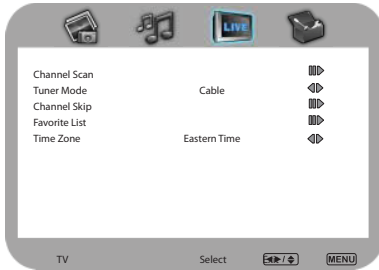 LIVE
Channel Scan
Tuner Mode Cable
Channel Skip
Favorite List
Time Zone Eastern Time
TV Select MENU